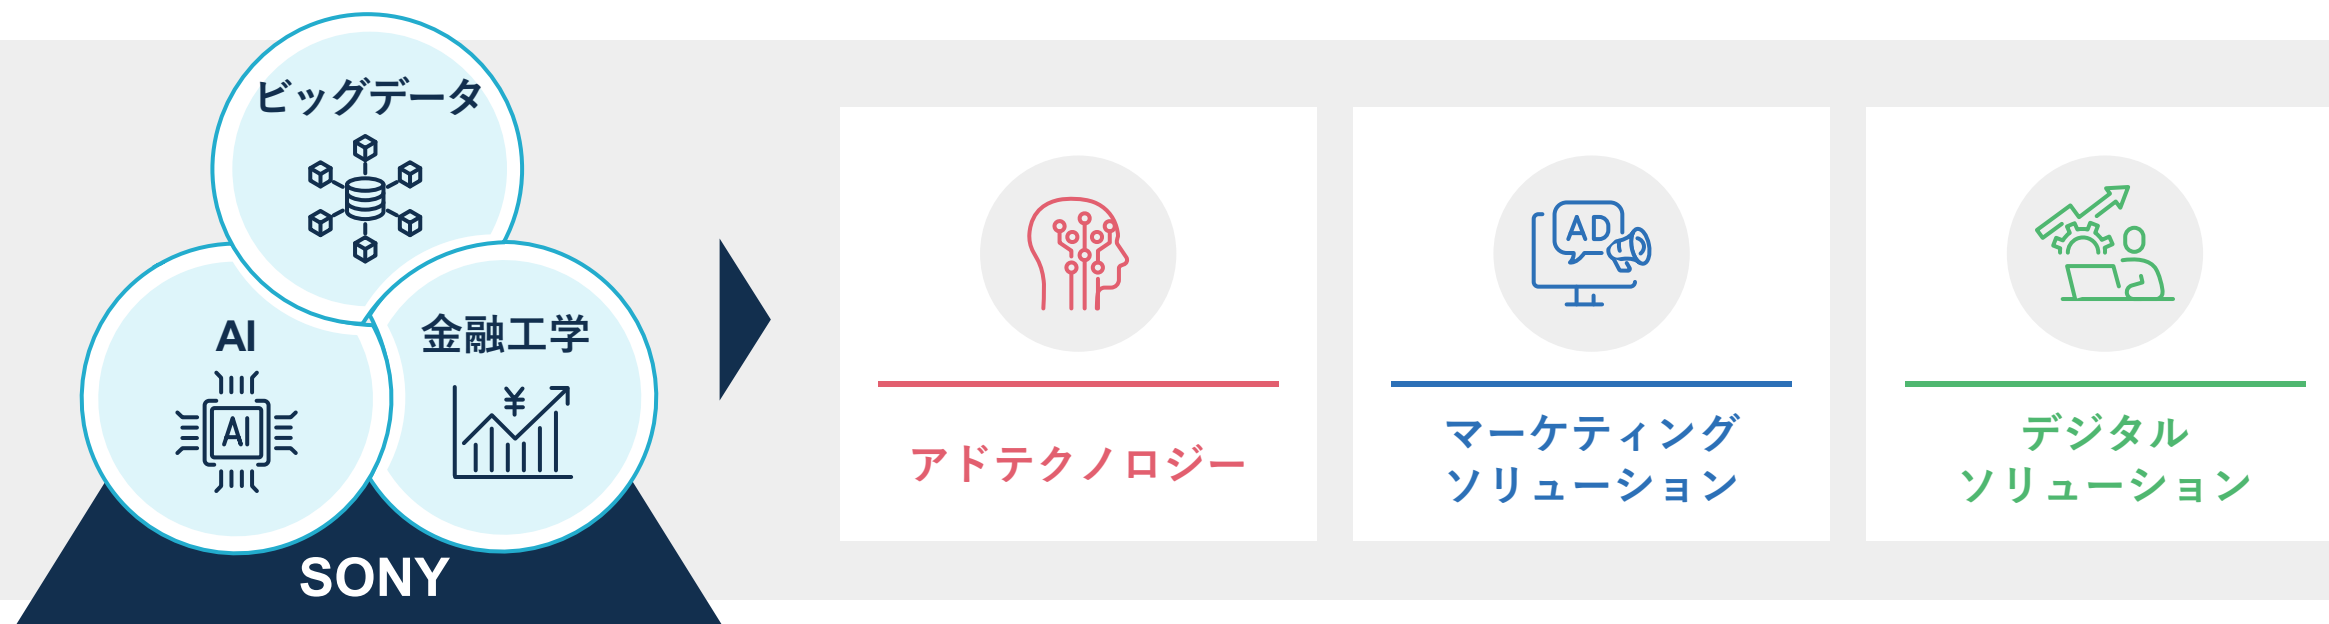 ビッグデータ
AI
AI
金融工学
¥
SONY
アドテクノロジー
AD
マーケティング
ソリューション
デジタル
ソリューション